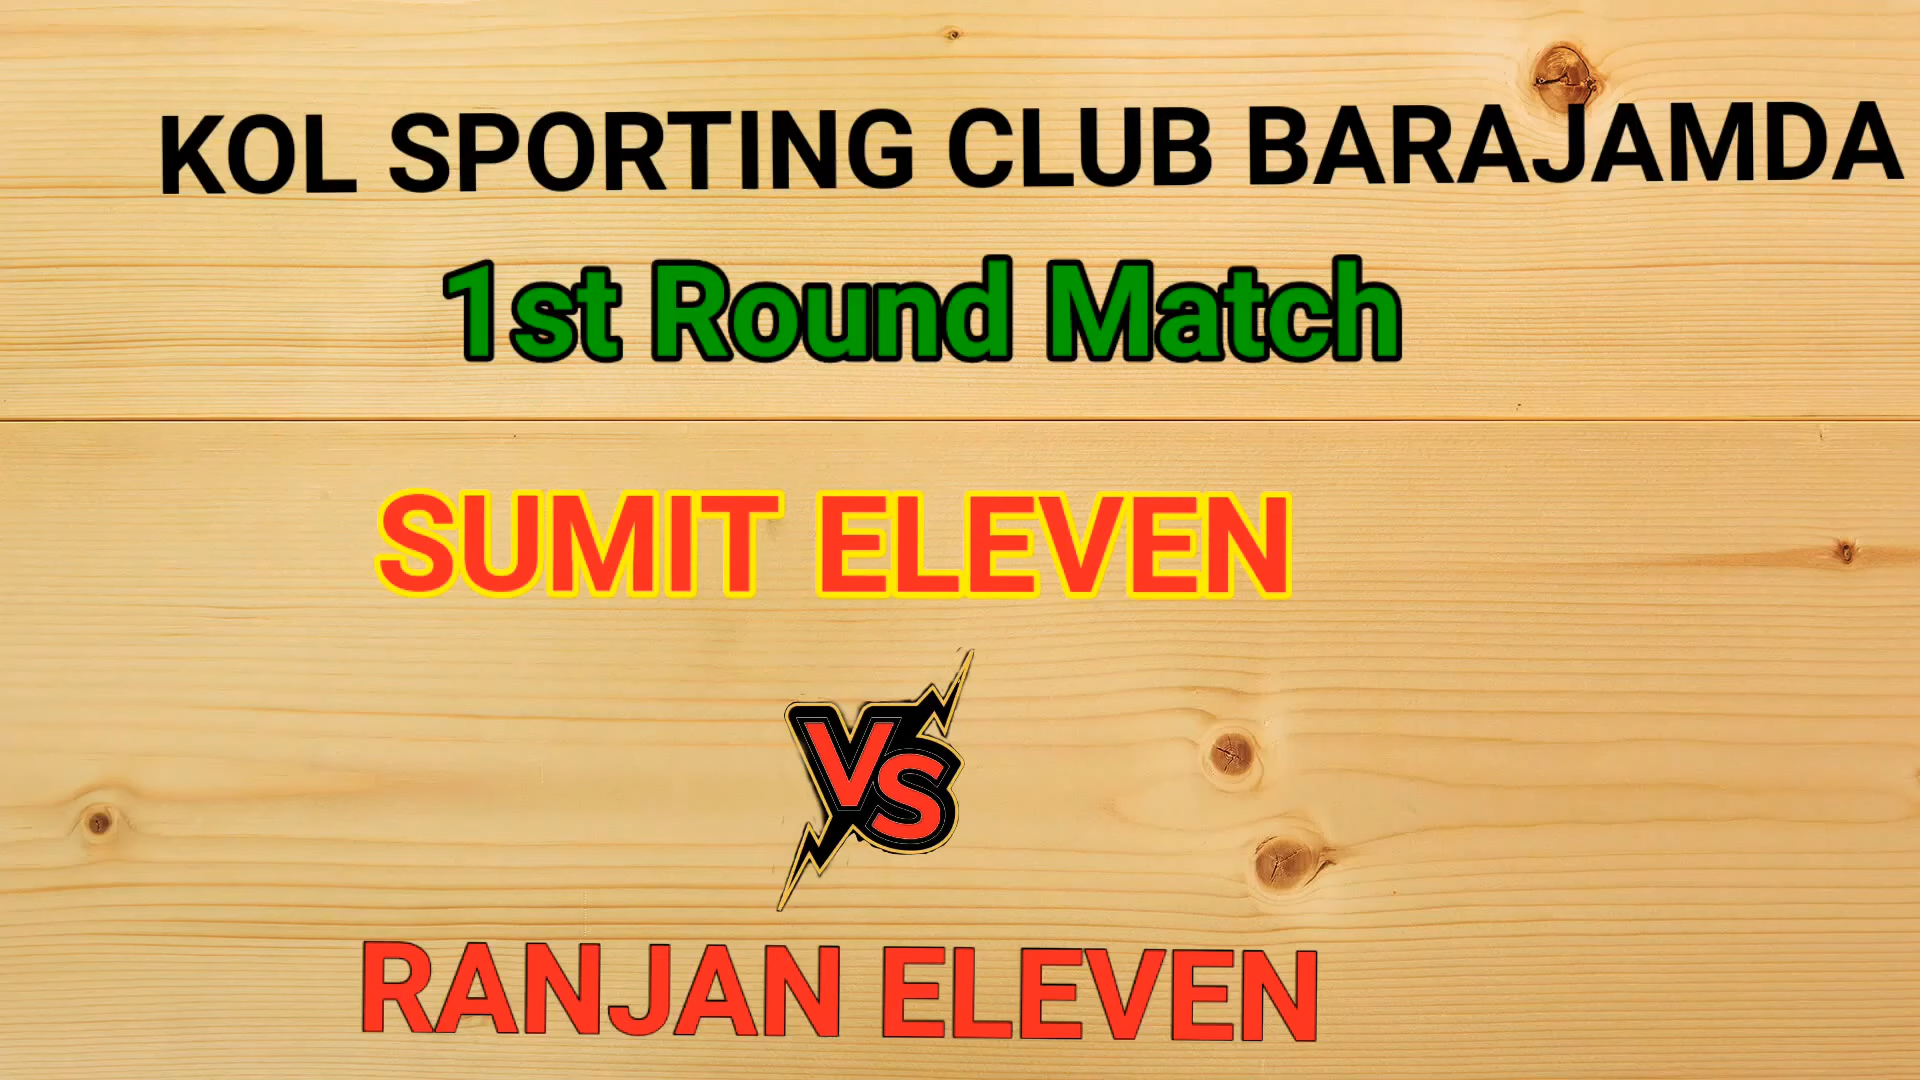 KOL SPORTING CLUB BARAJAMDA
1st Round Match
SUMIT ELEVEN
VS
RANJAN ELEVEN